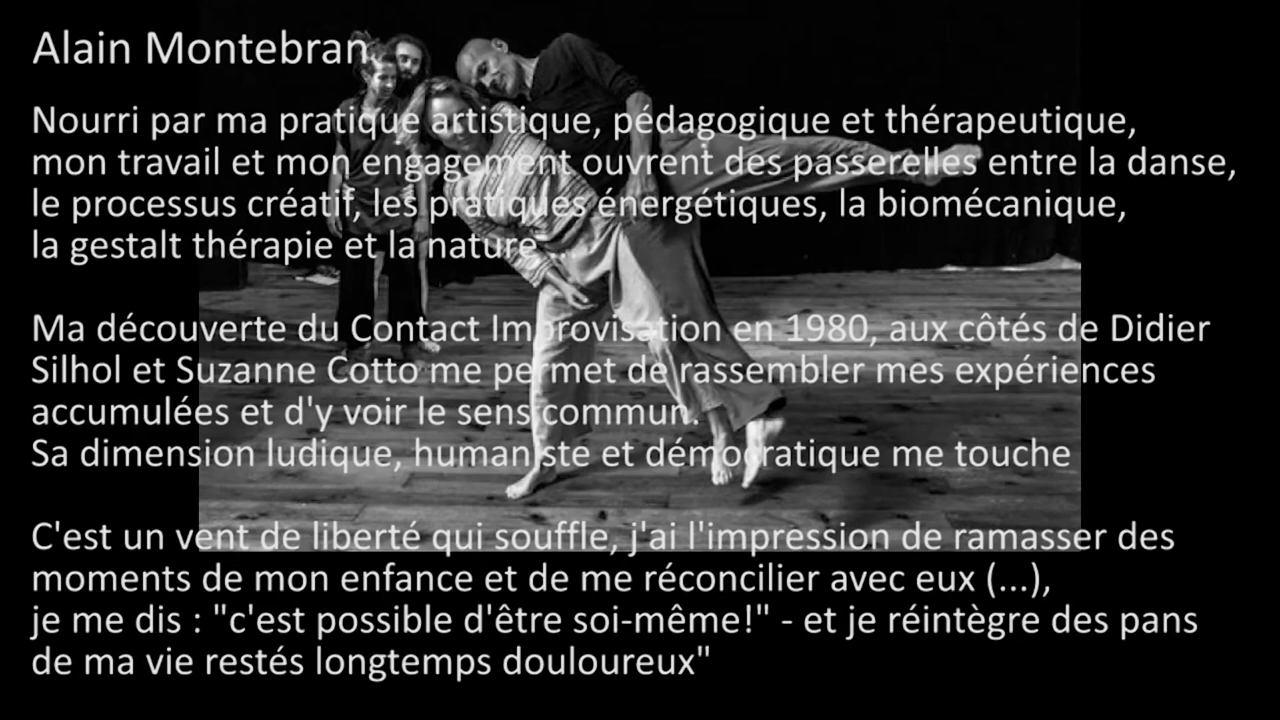 Alain Montebran
Nourri par ma pratique artistique, pédagogique et thérapeutique,
mon travail et mon engagement ouvrent des passerelles entre la danse,
le processus créatif, les pratiques énergétiques, la biomécanique,
la gestalt thérapie et la nature
Ma découverte du Contact Improvisation en 1980, aux côtés de Didier
Silhol et Suzanne Cotto me permet de rassembler mes expériences
accumulées et d'y voir le sens commun.
Sa dimension ludique, humaniste et démocratique me touche
C'est un vent de liberté qui souffle, j'ai l'impression de ramasser des
moments de mon enfance et de me réconcilier avec eux (...),
je me dis : "c'est possible d'être soi-même!" - et je réintègre des pans
de ma vie restés longtemps douloureux"